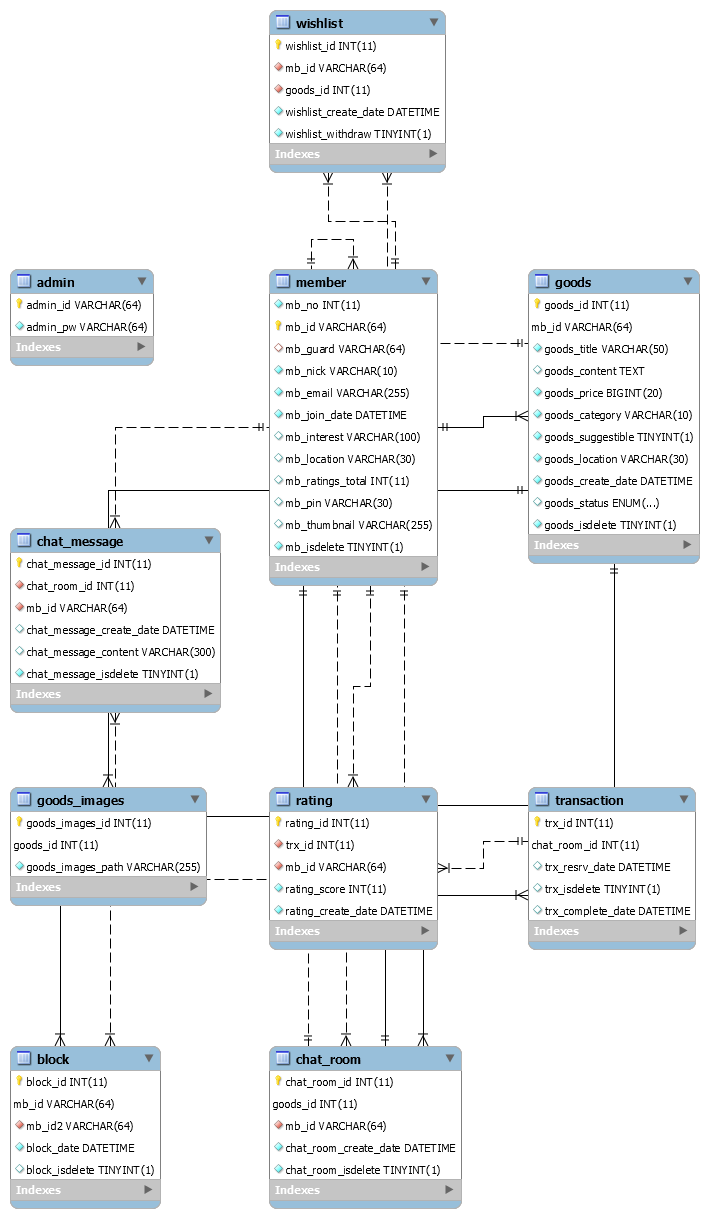 wishlist
wishlist_id INT(11)
mb_id VARCHAR(64)
goods_id INT(11)
wishlist_create_date DATETIME
wishlist_withdraw TINYINT(1)
Indexes
admin
admin_id VARCHAR(64)
admin_pw VARCHAR(64)
Indexes
member
mb_no INT(11)
mb_id VARCHAR(64)
mb_guard VARCHAR(64)
mb_nick VARCHAR(10)
mb_email VARCHAR(255)
mb_join_date DATETIME
mb_interest VARCHAR(100)
mb_location VARCHAR(30)
mb_ratings_total INT(11)
mb_pin VARCHAR(30)
mb_thumbnail VARCHAR(255)
mb_isdelete TINYINT(1)
Indexes
goods
goods_id INT(11)
mb_id VARCHAR(64)
goods_title VARCHAR(50)
goods_content TEXT
goods_price BIGINT(20)
goods_category VARCHAR(10)
goods_suggestible TINYINT(1)
goods_location VARCHAR(30)
goods_create_date DATETIME
goods_status ENUM(...)
goods_isdelete TINYINT(1)
Indexes
chat_message
chat_message_id INT(11)
chat_room_id INT(11)
mb_id VARCHAR(64)
chat_message_create_date DATETIME
chat_message_content VARCHAR(300)
chat_message_isdelete TINYINT(1)
Indexes
goods_images
goods_images_id INT(11)
goods_id INT(11)
goods_images_path VARCHAR(255)
Indexes
rating
rating_id INT(11)
trx_id INT(11)
mb_id VARCHAR(64)
rating_score INT(11)
rating_create_date DATETIME
Indexes
transaction
trx_id INT(11)
chat_room_id INT(11)
trx_resrv_date DATETIME
trx_isdelete TINYINT(1)
trx_complete_date DATETIME
Indexes
block
block_id INT(11)
mb_id VARCHAR(64)
mb_id2 VARCHAR(64)
block_date DATETIME
block_isdelete TINYINT(1)
Indexes
chat_room
chat_room_id INT(11)
goods_id INT(11)
mb_id VARCHAR(64)
chat_room_create_date DATETIME
chat_room_isdelete TINYINT(1)
Indexes